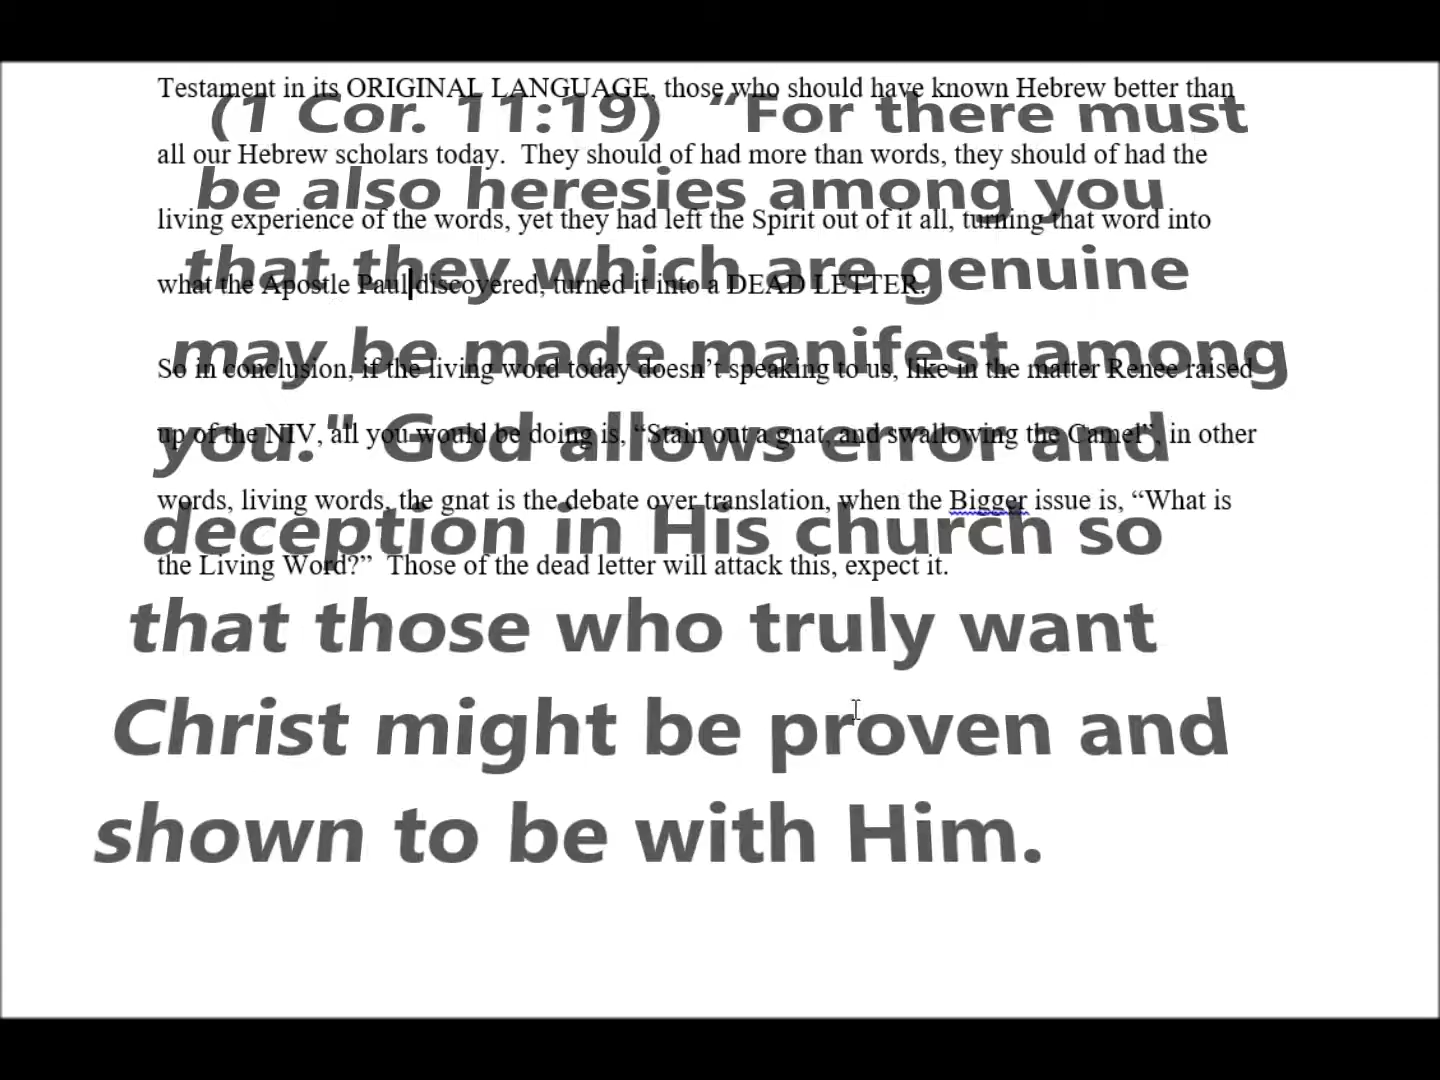 Testament in its ORIGINAL LANGUAGE, those who should have known Hebrew better than
all our Hebrew scholars today.  They should of had more than words, they should of had the
living experience of the words, yet they had left the Spirit out of it all, turning that word into
what the Apostle Paul discovered, turned it into a DEAD LETTER.
So in conclusion, if the living word today doesn’t speaking to us, like in the matter Renee raised
up of the NIV, all you would be doing is, “Stain out a gnat, and swallowing the Camel”, in other
words, living words, the gnat is the debate over translation, when the Bigger issue is, “What is
the Living Word?”  Those of the dead letter will attack this, expect it.
(1 Cor. 11:19)  “For there must
be also heresies among you
that they which are genuine
may be made manifest among
you." God allows error and
deception in His church so
that those who truly want
Christ might be proven and
shown to be with Him.